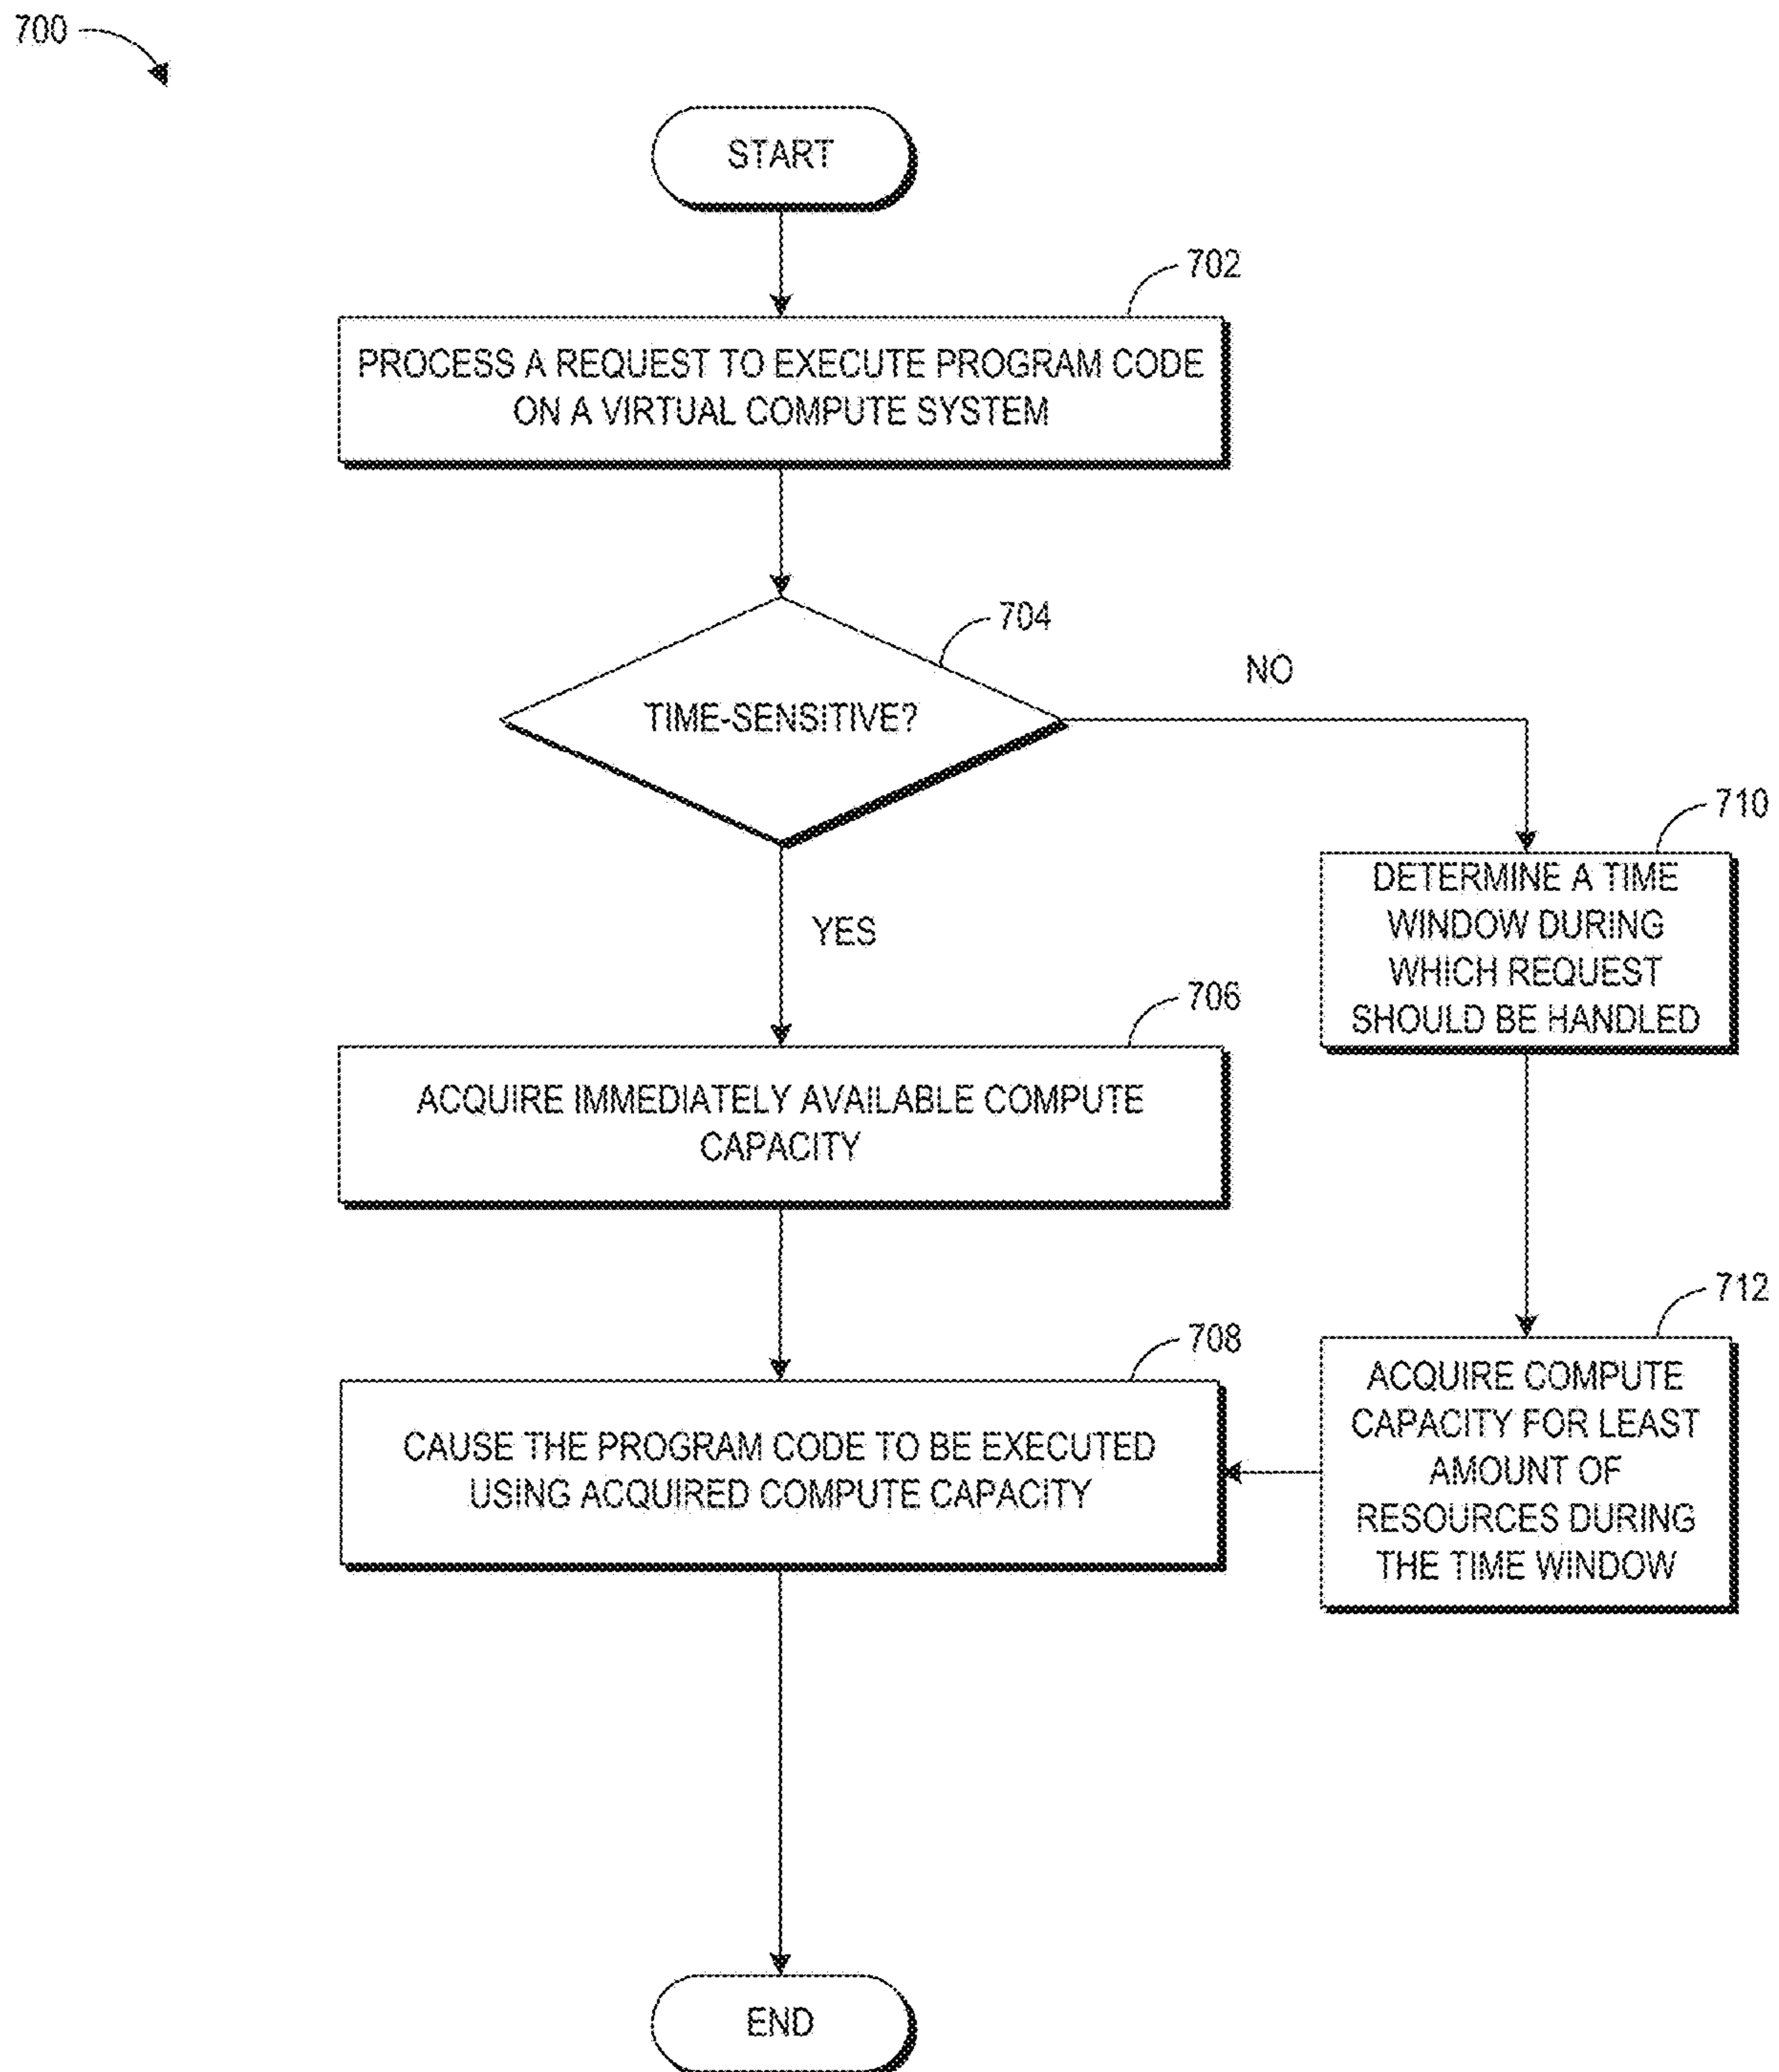 700
START
702
PROCESS A REQUEST TO EXECUTE PROGRAM CODE
ON A VIRTUAL COMPUTE SYSTEM
704
TIME-SENSITIVE?
NO
YES
710
DETERMINE A TIME
WINDOW DURING
WHICH REQUEST
SHOULD BE HANDLED
706
ACQUIRE IMMEDIATELY AVAILABLE COMPUTE
CAPACITY
708
CAUSE THE PROGRAM CODE TO BE EXECUTED
USING ACQUIRED COMPUTE CAPACITY
712
ACQUIRE COMPUTE
CAPACITY FOR LEAST
AMOUNT OF
RESOURCES DURING
THE TIME WINDOW
END